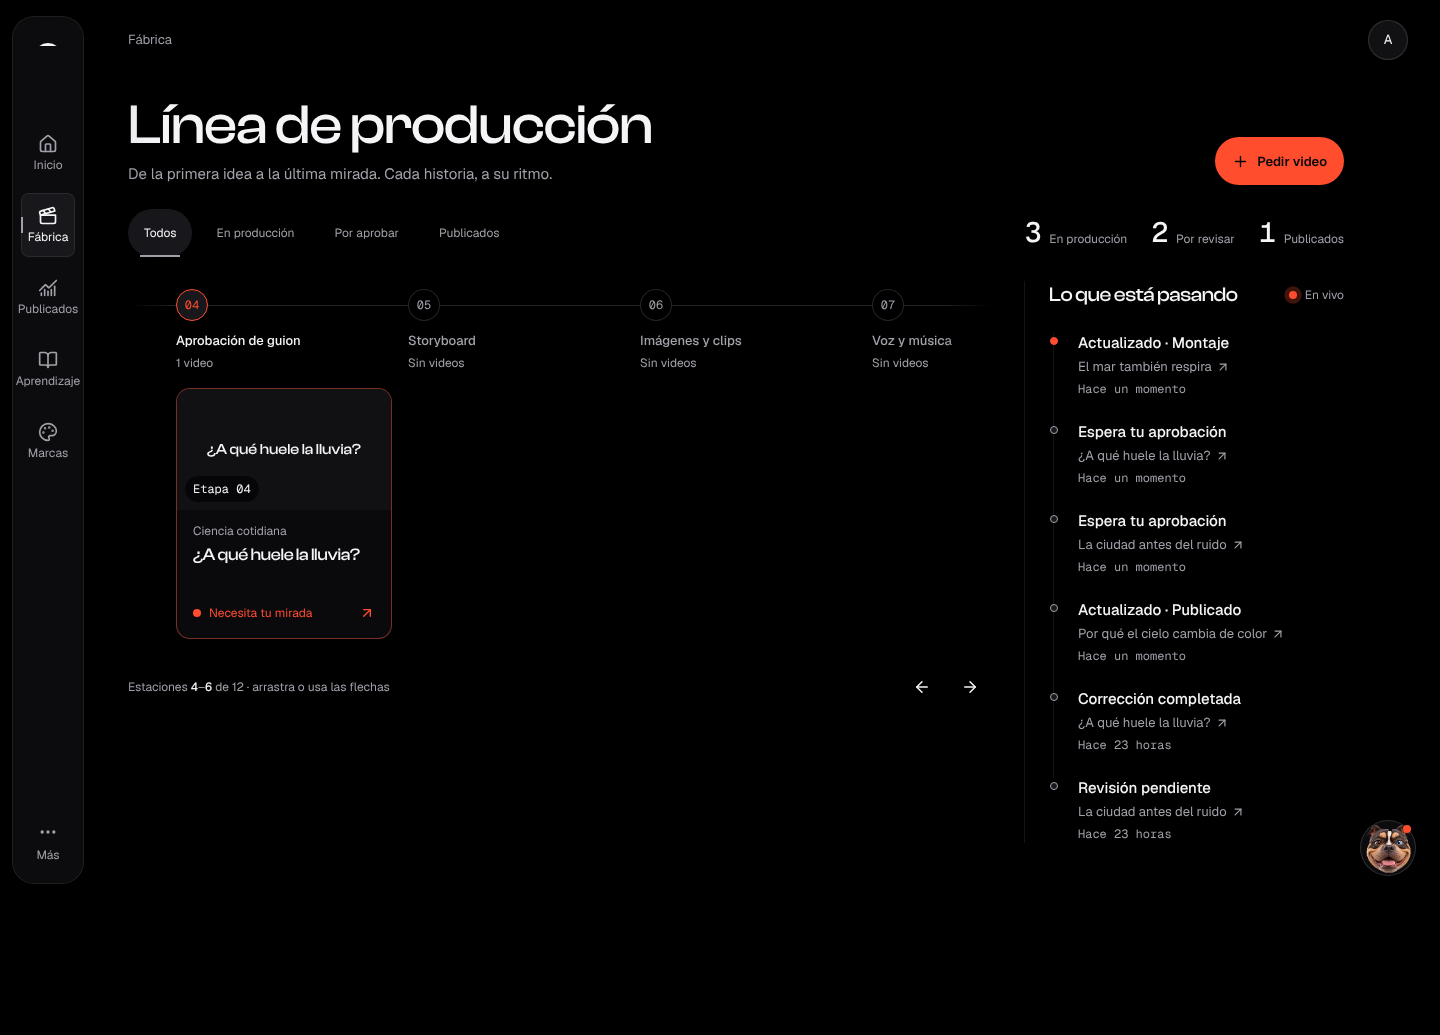 Fábrica
A
Inicio
Fábrica
Publicados
Aprendizaje
Marcas
Más
Línea de producción
De la primera idea a la última mirada. Cada historia, a su ritmo.
Pedir video
Todos
En producción
Por aprobar
Publicados
3 En producción
2 Por revisar
1 Publicados
04
Aprobación de guion
1 video
05
Storyboard
Sin videos
06
Imágenes y clips
Sin videos
07
Voz y música
Sin videos
¿A qué huele la lluvia?
Etapa 04
Ciencia cotidiana
¿A qué huele la lluvia?
Necesita tu mirada
Estaciones 4–6 de 12 · arrastra o usa las flechas
Lo que está pasando
En vivo
Actualizado · Montaje
El mar también respira
Hace un momento
Espera tu aprobación
¿A qué huele la lluvia?
Hace un momento
Espera tu aprobación
La ciudad antes del ruido
Hace un momento
Actualizado · Publicado
Por qué el cielo cambia de color
Hace un momento
Corrección completada
¿A qué huele la lluvia?
Hace 23 horas
Revisión pendiente
La ciudad antes del ruido
Hace 23 horas